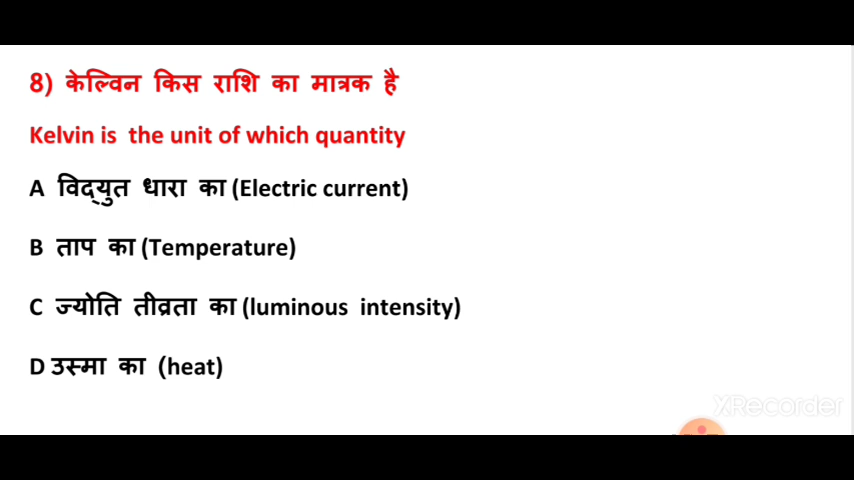 8) केल्विन किस राशि का मात्रक है
Kelvin is the unit of which quantity
A विद्युत धारा का (Electric current)
B ताप का (Temperature)
C ज्योति तीव्रता का (luminous intensity)
D उस्मा का (heat)
XRecorder